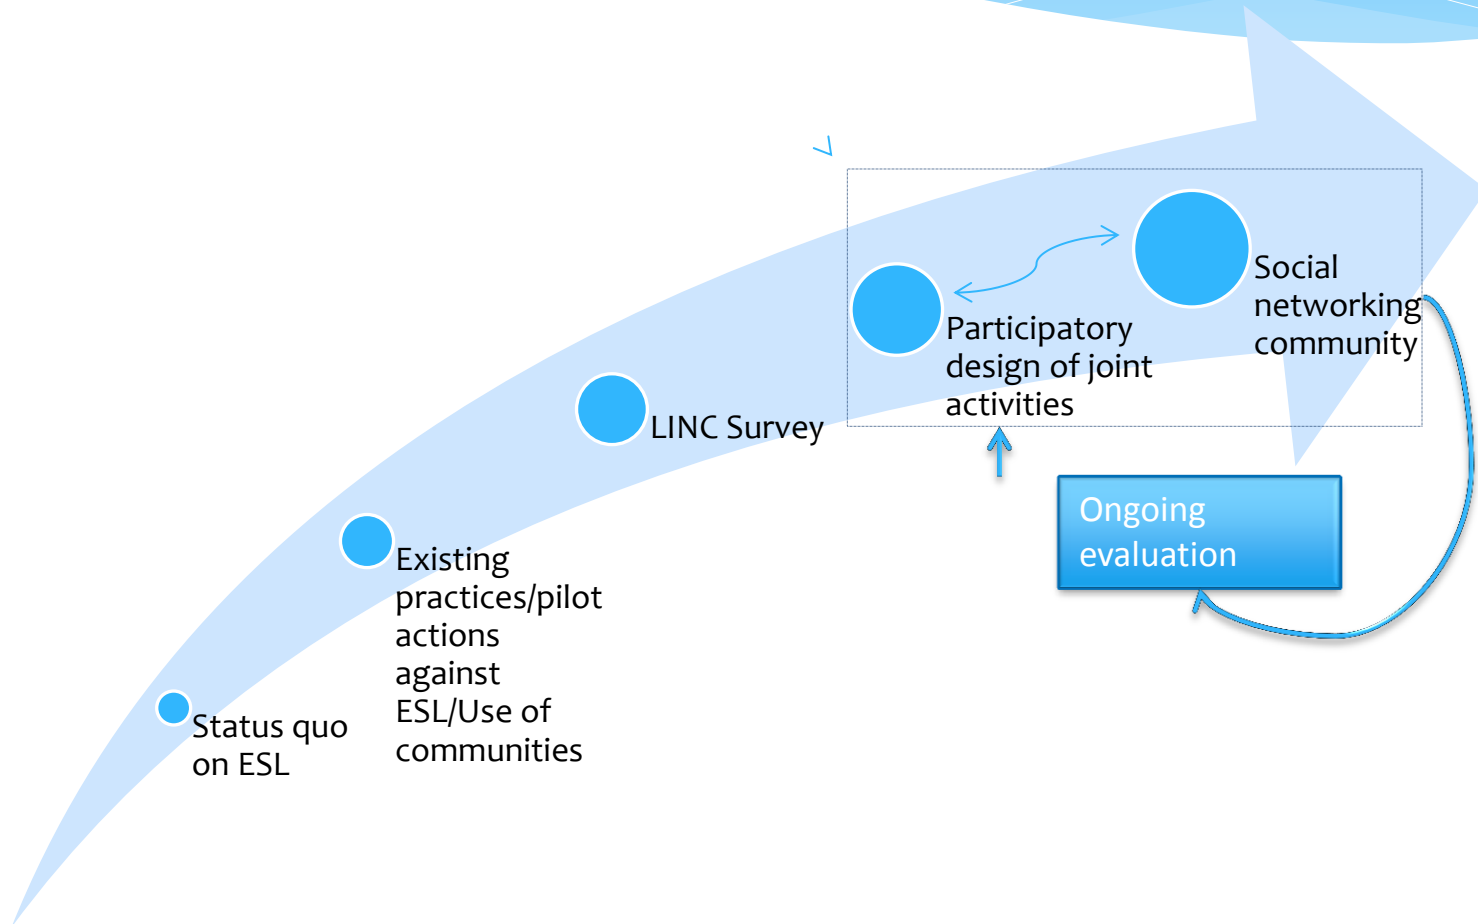 Status quo
on ESL
Existing
practices/pilot
actions
against
ESL/Use of
communities
LINC Survey
Participatory
design of joint
activities
Social
networking
community
Ongoing
evaluation